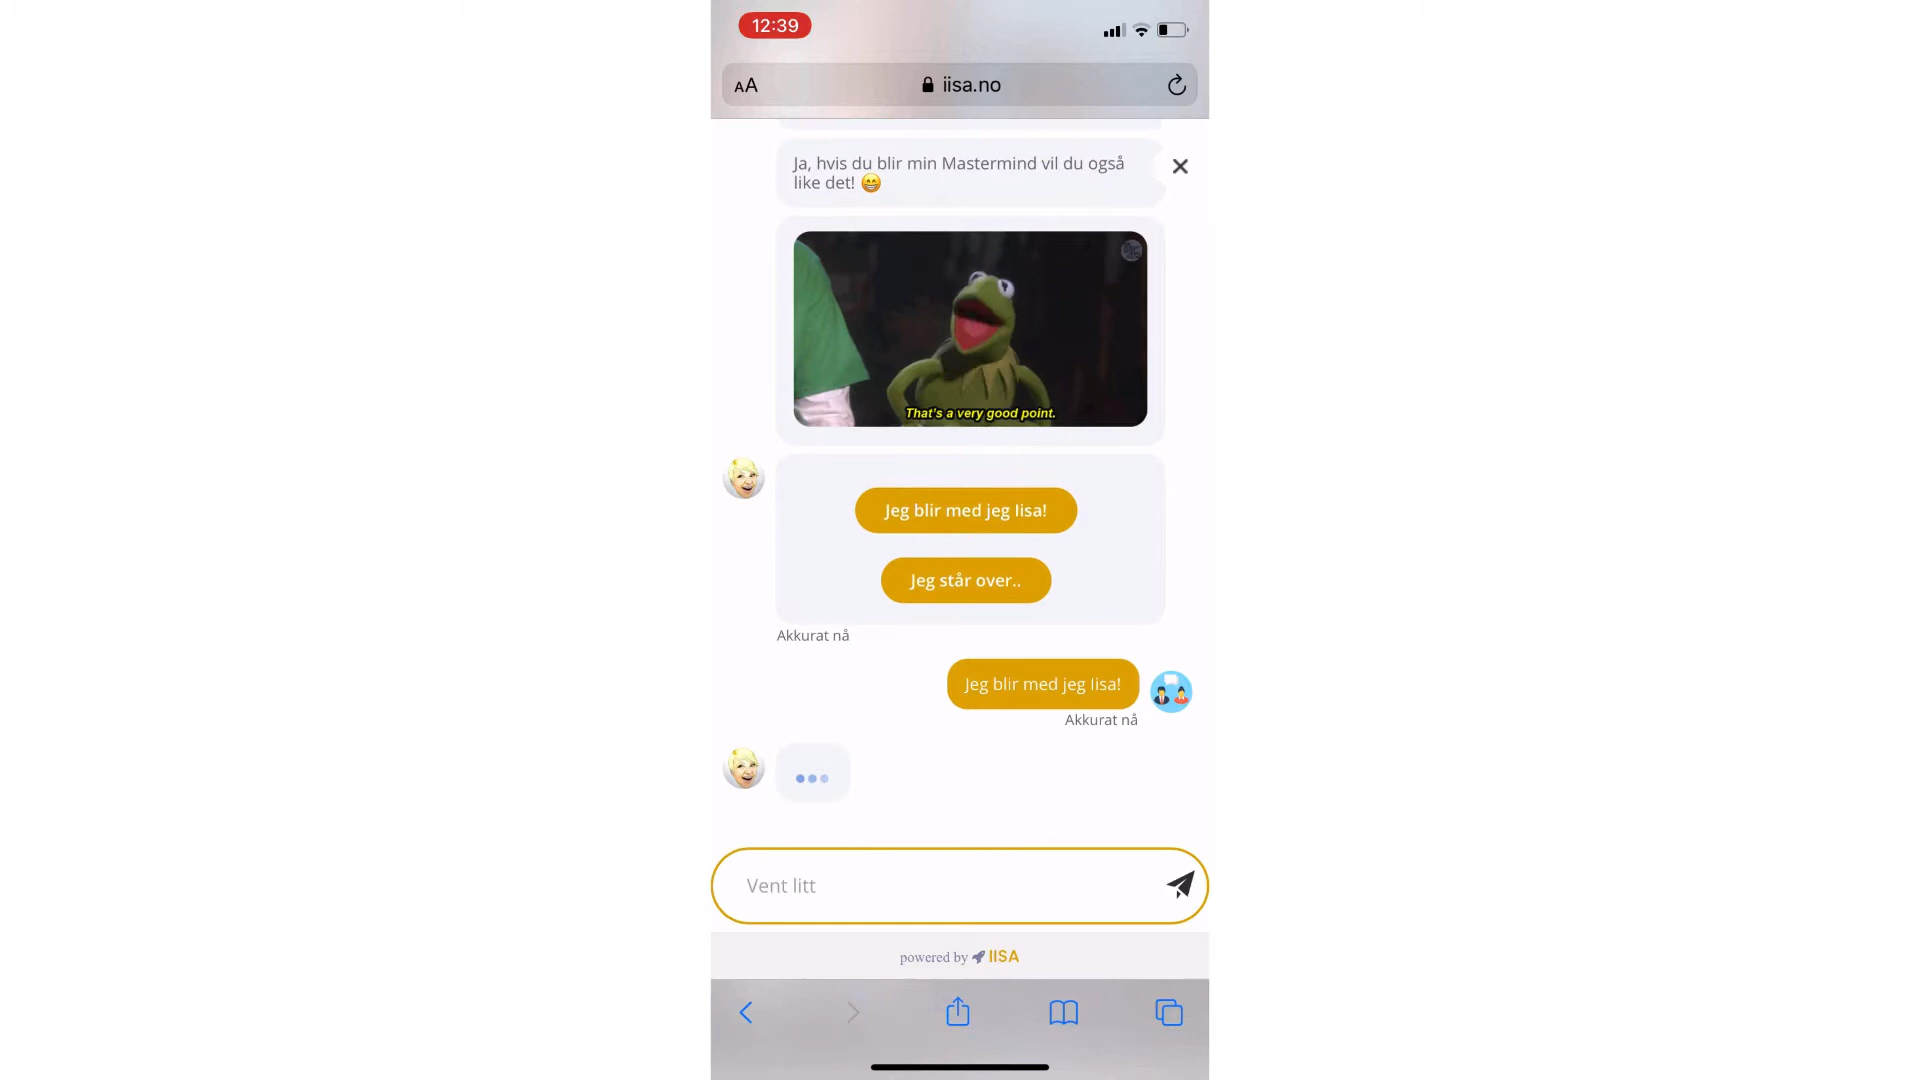 12:39
AA
iisa.no
Ja, hvis du blir min Mastermind vil du også
like det! 😁
That's a very good point.
Jeg blir med jeg Iisa!
Jeg står over..
Akkurat nå
Jeg blir med jeg Iisa!
Akkurat nå
Vent litt
powered by IISA